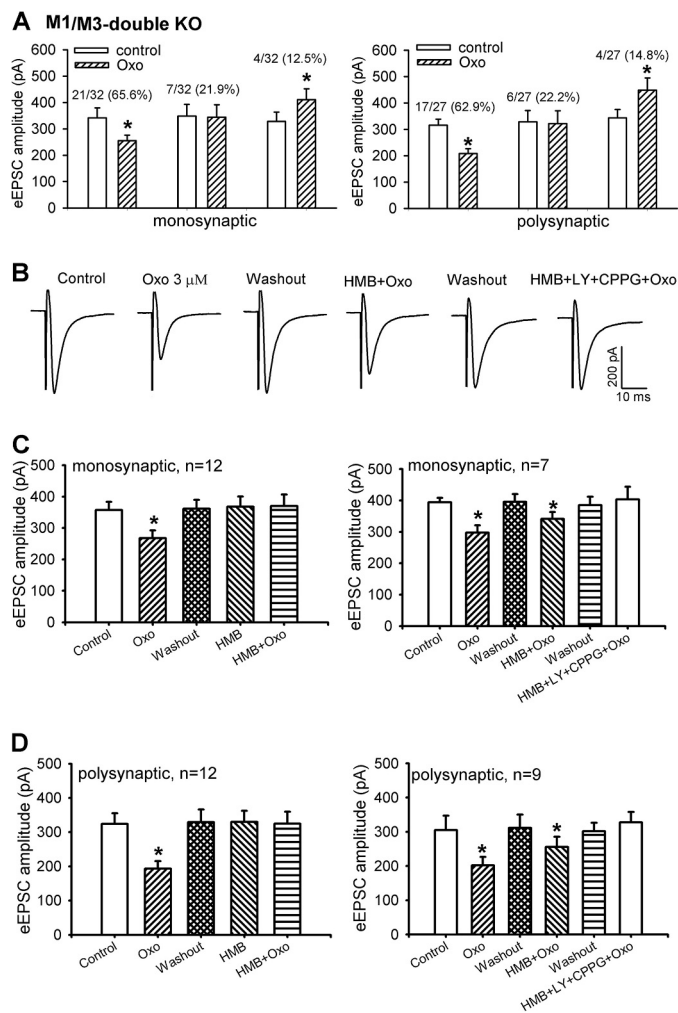 A M1/M3-double KO
eEPSC amplitude (pA)
600
500
400
300
200
100
0
control
Oxo
21/32 (65.6%)
7/32 (21.9%)
4/32 (12.5%)
*
*
monosynaptic
eEPSC amplitude (pA)
600
500
400
300
200
100
0
control
Oxo
17/27 (62.9%)
6/27 (22.2%)
4/27 (14.8%)
*
*
polysynaptic
B
Control
Oxo 3 μM
Washout
HMB+Oxo
Washout
HMB+LY+CPPG+Oxo
200 pA
10 ms
C
eEPSC amplitude (pA)
500
400
300
200
100
0
monosynaptic, n=12
*
Control
Oxo
Washout
HMB
HMB+Oxo
eEPSC amplitude (pA)
500
400
300
200
100
0
monosynaptic, n=7
*
*
Control
Oxo
Washout
HMB+Oxo
Washout
HMB+LY+CPPG+Oxo
D
eEPSC amplitude (pA)
500
400
300
200
100
0
polysynaptic, n=12
*
Control
Oxo
Washout
HMB
HMB+Oxo
eEPSC amplitude (pA)
500
400
300
200
100
0
polysynaptic, n=9
*
*
Control
Oxo
Washout
HMB+Oxo
Washout
HMB+LY+CPPG+Oxo